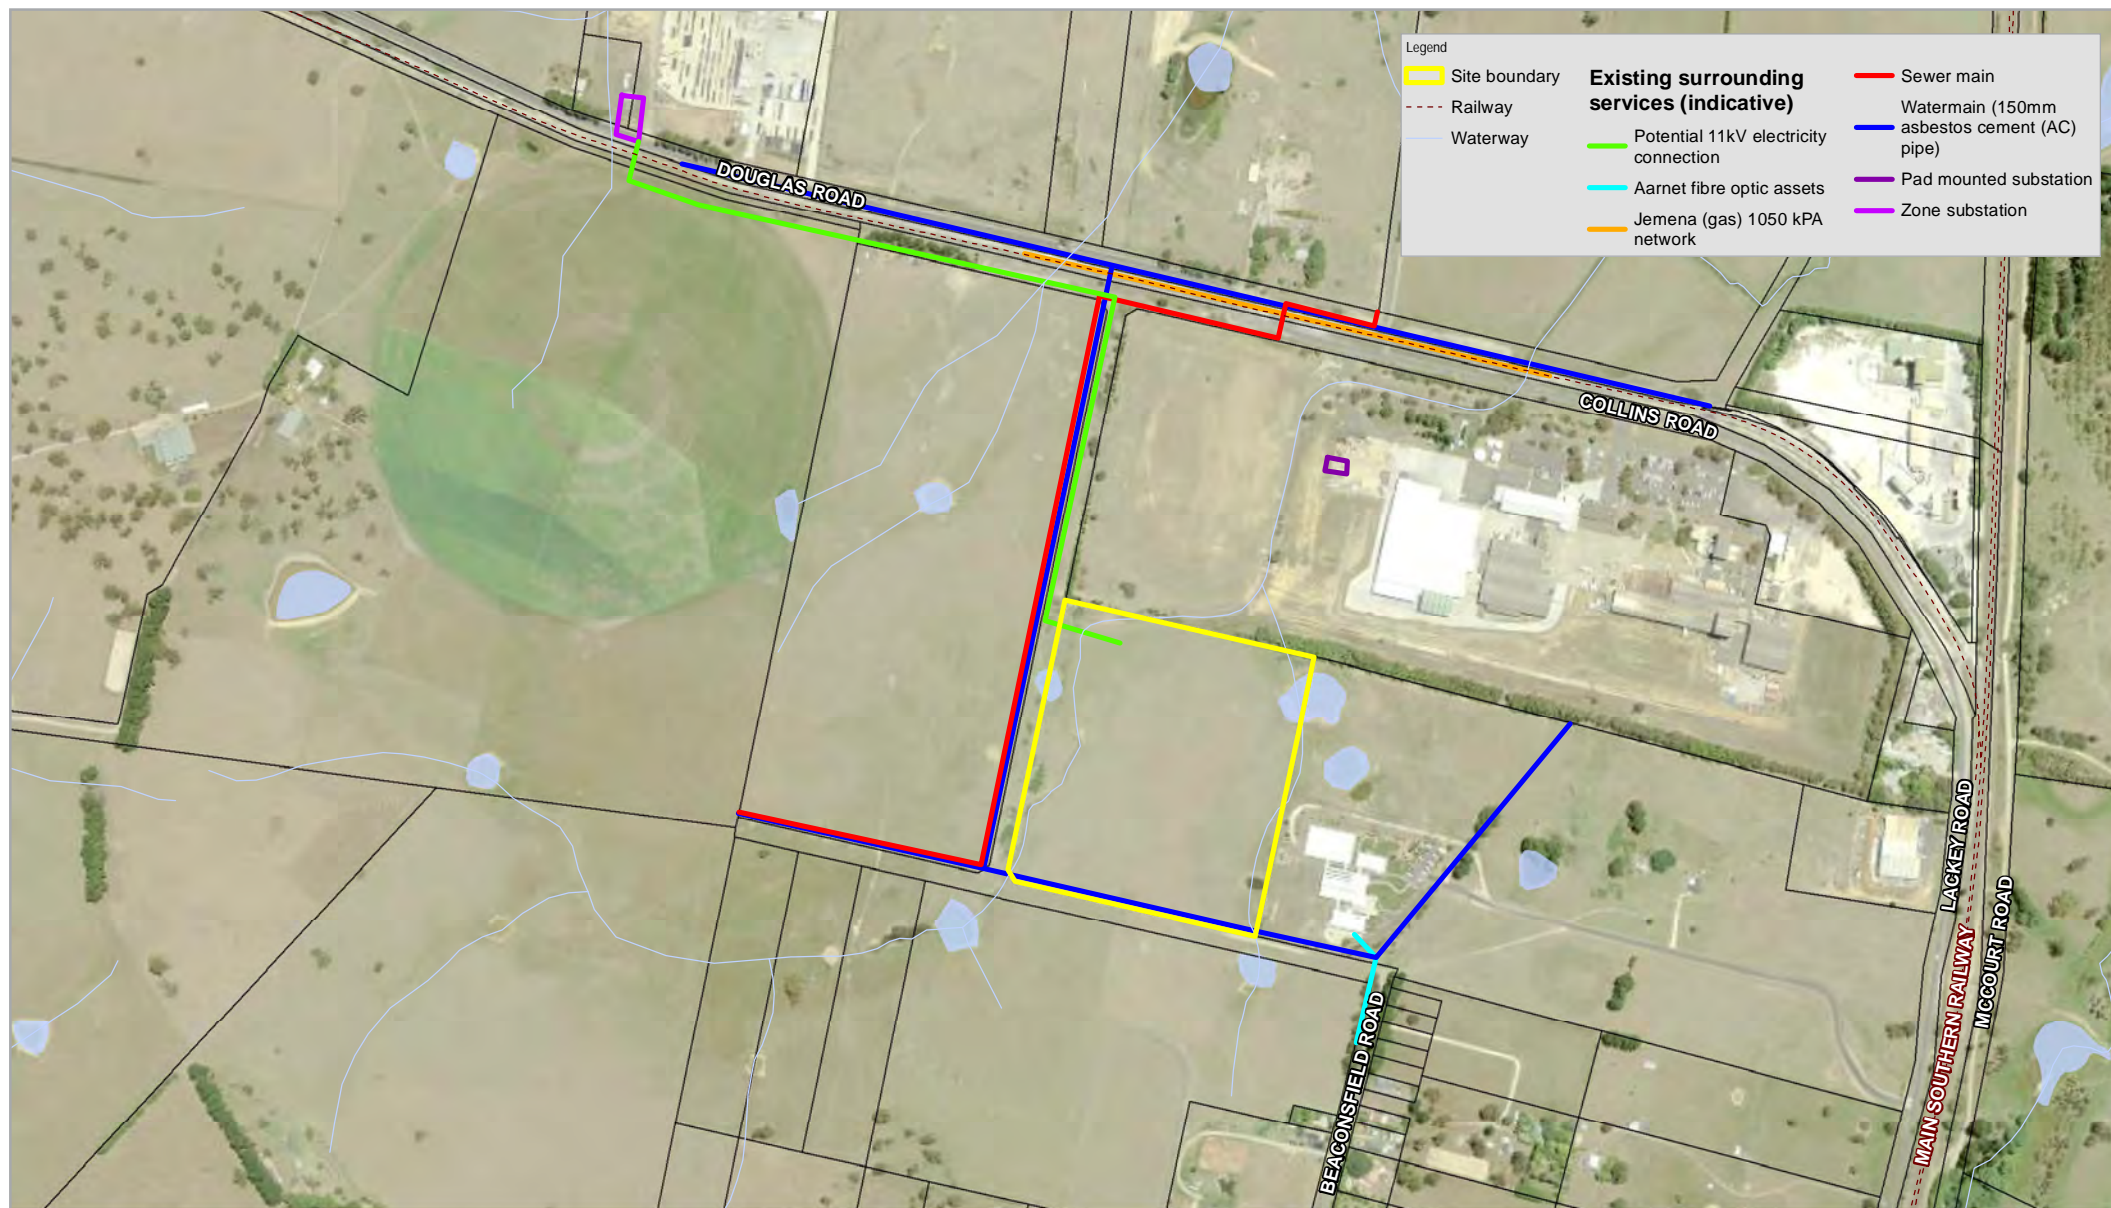 Legend
Site boundary
Railway
Waterway
Existing surrounding
services (indicative)
Potential 11kV electricity
connection
Aarnet fibre optic assets
Jemena (gas) 1050 kPA
network
Sewer main
Watermain (150mm
asbestos cement (AC)
pipe)
Pad mounted substation
Zone substation
DOUGLAS ROAD
COLLINS ROAD
LACKEY ROAD
MCCOURT ROAD
MAIN SOUTHERN RAILWAY
BEACONSFIELD ROAD